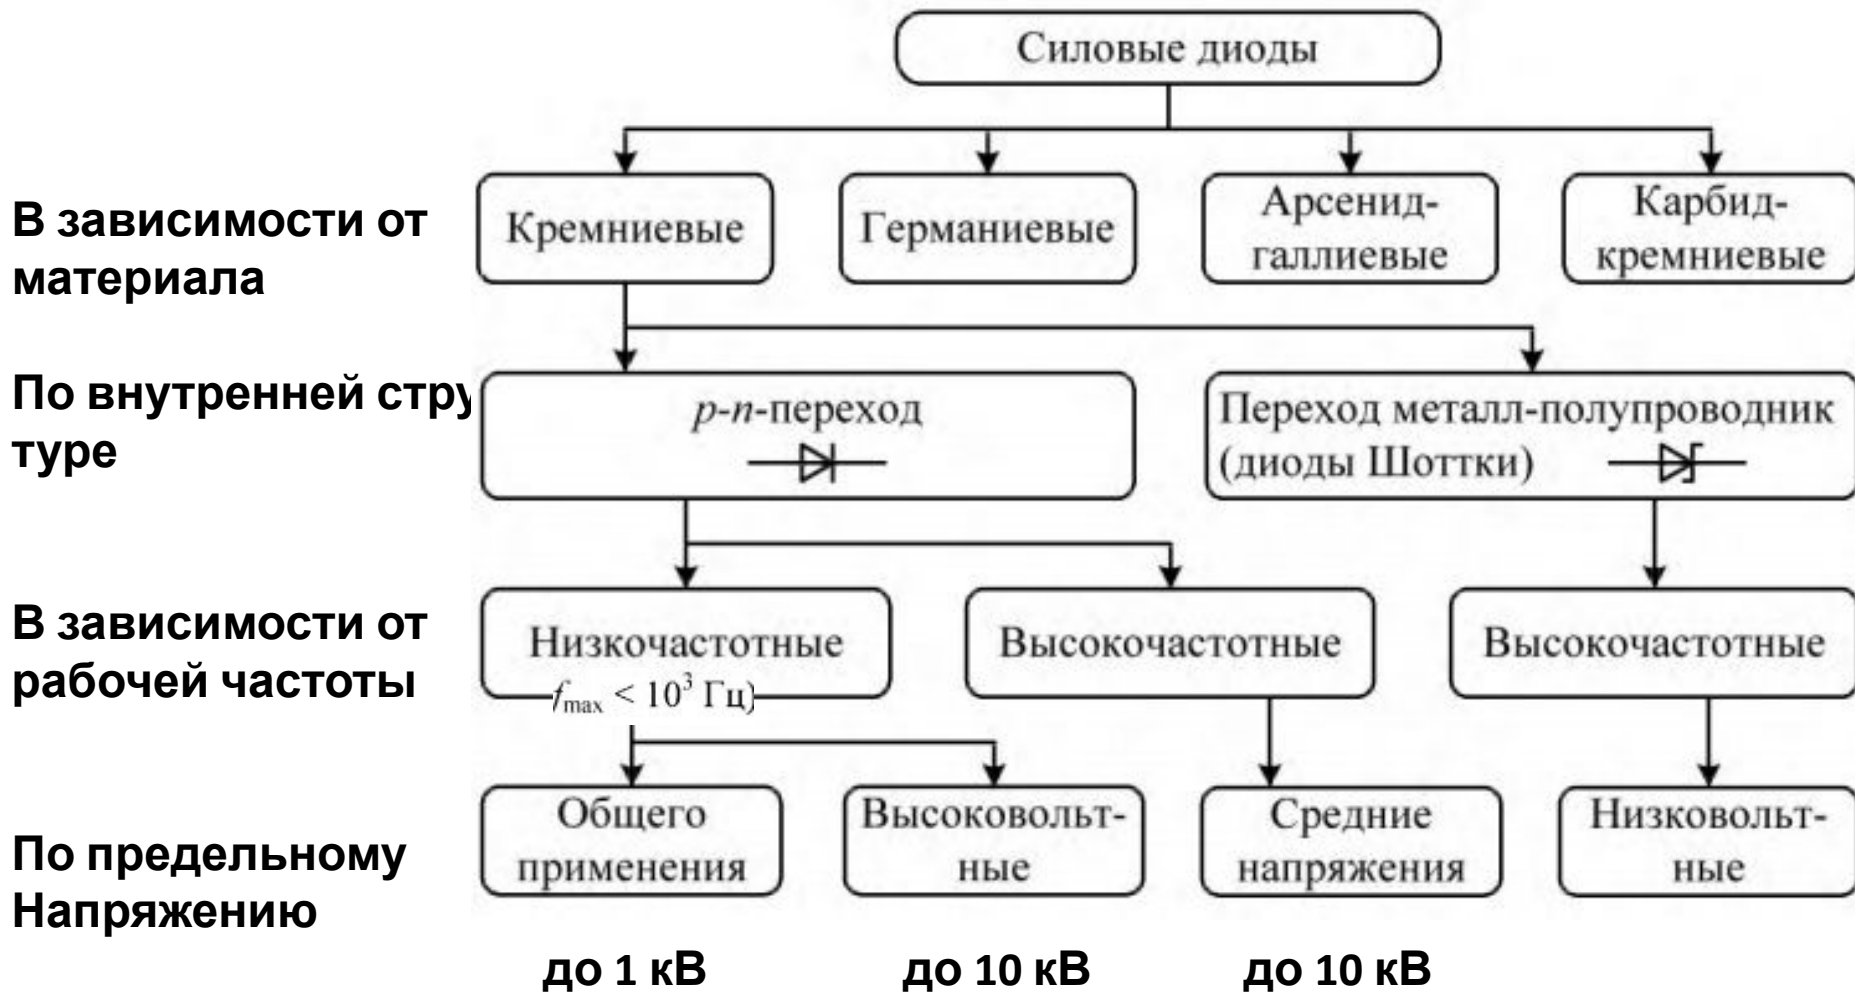 Силовые диоды
В зависимости от
материала
Кремниевые
Германиевые
Арсенид-
галлиевые
Карбид-
кремниевые
По внутренней стру
туре
p-n-переход
Переход металл-полупроводник
(диоды Шоттки)
В зависимости от
рабочей частоты
Низкочастотные
f_max < 10³ Гц)
Высокочастотные
Высокочастотные
По предельному
Напряжению
Общего
применения
Высоковольт-
ные
Средние
напряжения
Низковольт-
ные
до 1 кВ
до 10 кВ
до 10 кВ